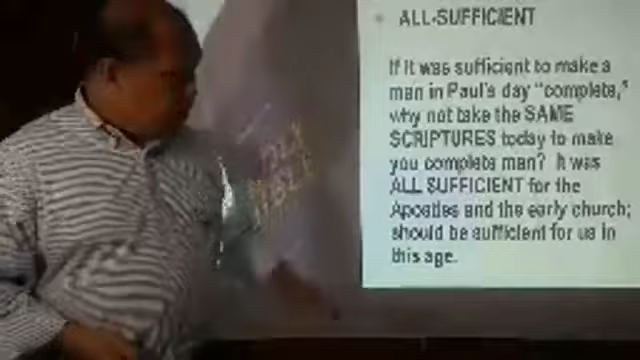 ALL-SUFFICIENT
If it was sufficient to make a
man in Paul's day "complete,"
why not take the SAME
SCRIPTURES today to make
you complete man? It was
ALL SUFFICIENT for the
Apostles and the early church;
should be sufficient for us in
this age.